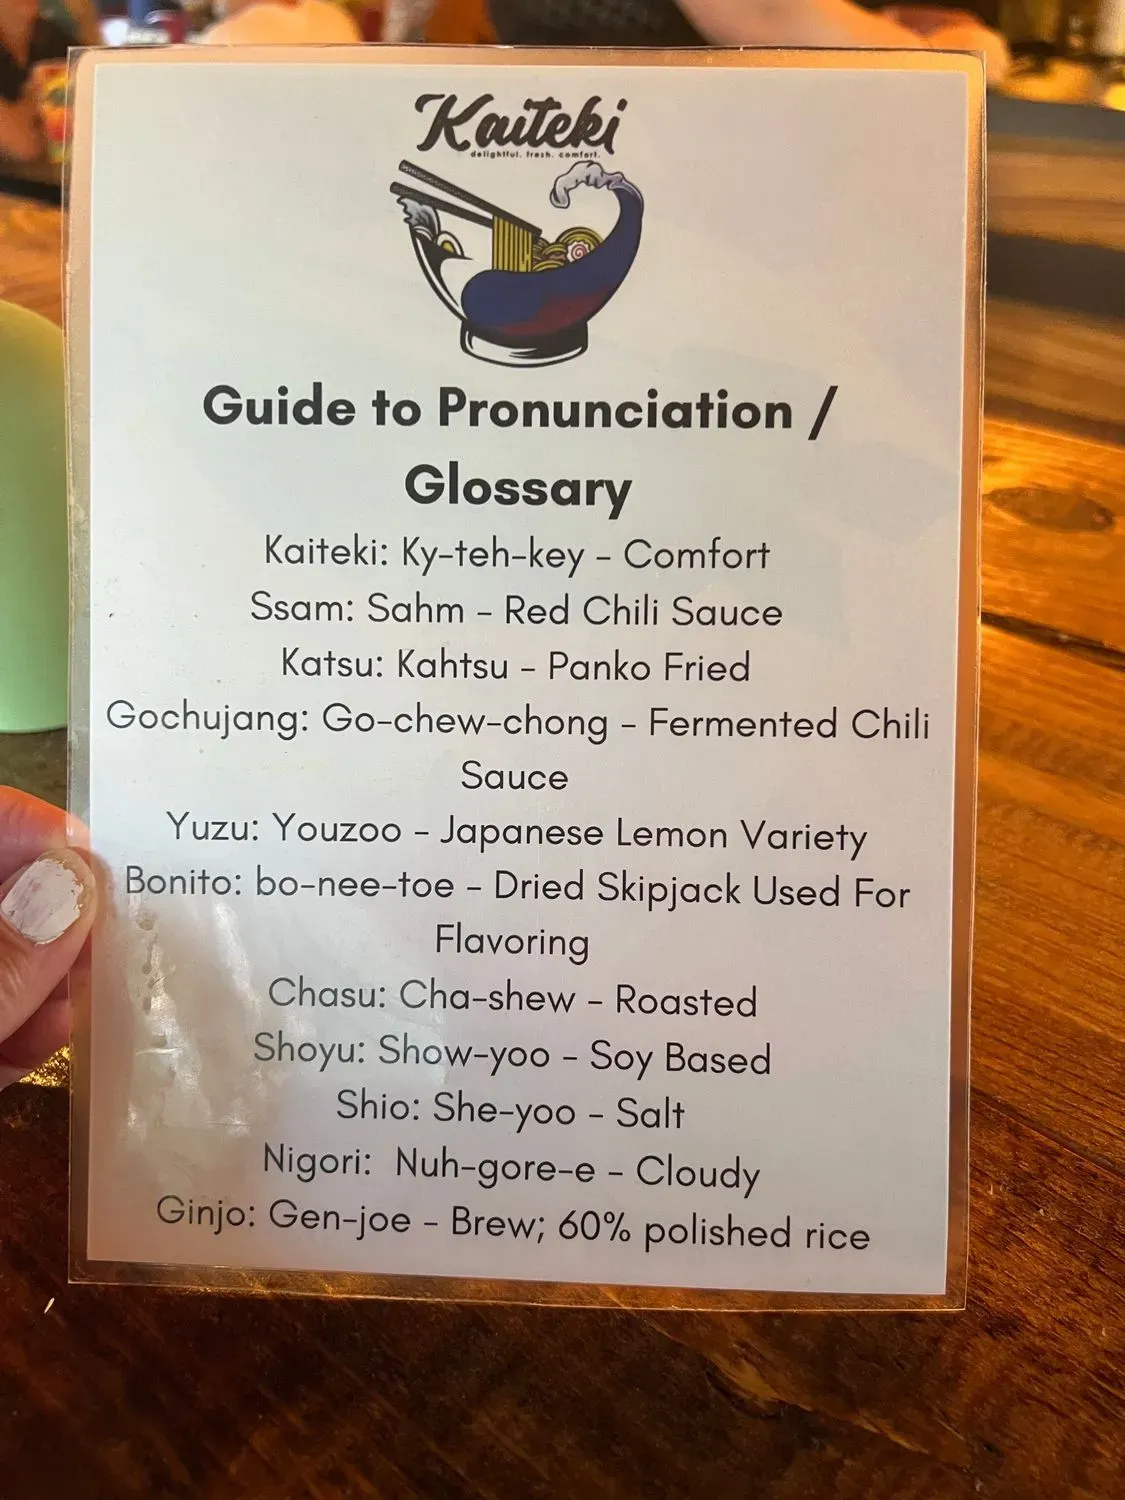 Kaiteki
delightful. fresh. comfort.
Guide to Pronunciation /
Glossary
Kaiteki: Ky-teh-key - Comfort
Ssam: Sahm - Red Chili Sauce
Katsu: Kahtsu - Panko Fried
Gochujang: Go-chew-chong - Fermented Chili
Sauce
Yuzu: Youzoo - Japanese Lemon Variety
Bonito: bo-nee-toe - Dried Skipjack Used For
Flavoring
Chasu: Cha-shew - Roasted
Shoyu: Show-yoo - Soy Based
Shio: She-yoo - Salt
Nigori: Nuh-gore-e - Cloudy
Ginjo: Gen-joe - Brew; 60% polished rice